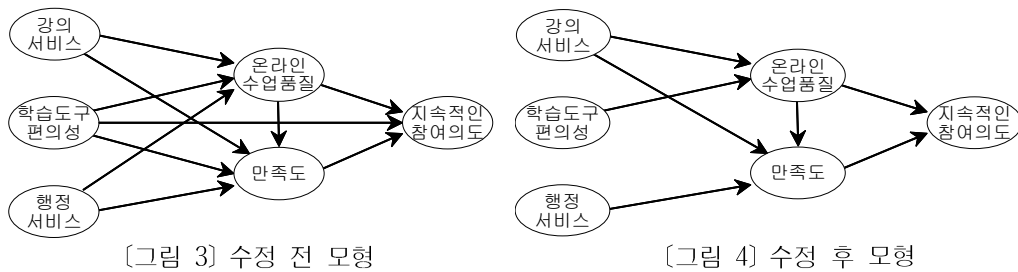 강의
서비스
온라인
수업품질
학습도구
편의성
지속적인
참여의도
만족도
행정
서비스
〔그림 3〕 수정 전 모형
강의
서비스
온라인
수업품질
학습도구
편의성
지속적인
참여의도
만족도
행정
서비스
〔그림 4〕 수정 후 모형